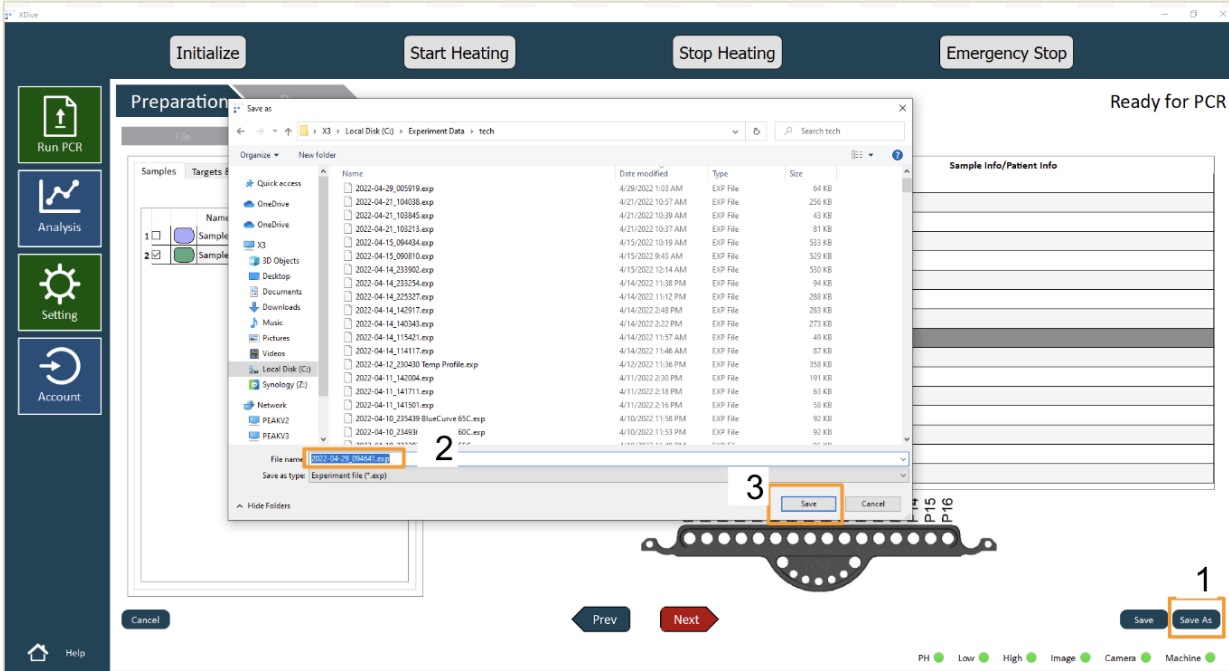 XDive
Initialize
Start Heating
Stop Heating
Emergency Stop
Preparation
Ready for PCR
Run PCR
Analysis
Setting
Account
Help
File
Samples Targets &
Name
1 Sample
2 Sample
Save as
X3 > Local Disk (C:) > Experiment Data > tech
Search tech
Organize New folder
Quick access
OneDrive
OneDrive
X3
3D Objects
Desktop
Documents
Downloads
Music
Pictures
Videos
Local Disk (C:)
Synology (Z:)
Network
PEAKV2
PEAKV3
Name Date modified Type Size
2022-04-29_005919.exp 4/29/2022 1:03 AM EXP File 64 KB
2022-04-21_104038.exp 4/21/2022 10:57 AM EXP File 256 KB
2022-04-21_103845.exp 4/21/2022 10:39 AM EXP File 43 KB
2022-04-21_103213.exp 4/21/2022 10:37 AM EXP File 81 KB
2022-04-15_094434.exp 4/15/2022 10:19 AM EXP File 533 KB
2022-04-15_090810.exp 4/15/2022 9:43 AM EXP File 529 KB
2022-04-14_233902.exp 4/15/2022 12:14 AM EXP File 530 KB
2022-04-14_233254.exp 4/14/2022 11:38 PM EXP File 94 KB
2022-04-14_225327.exp 4/14/2022 11:12 PM EXP File 288 KB
2022-04-14_142917.exp 4/14/2022 2:48 PM EXP File 283 KB
2022-04-14_140343.exp 4/14/2022 2:22 PM EXP File 273 KB
2022-04-14_115421.exp 4/14/2022 11:57 AM EXP File 49 KB
2022-04-14_114117.exp 4/14/2022 11:46 AM EXP File 87 KB
2022-04-12_230430 Temp Profile.exp 4/12/2022 11:36 PM EXP File 358 KB
2022-04-11_142004.exp 4/11/2022 2:30 PM EXP File 191 KB
2022-04-11_141711.exp 4/11/2022 2:18 PM EXP File 63 KB
2022-04-11_141501.exp 4/11/2022 2:16 PM EXP File 58 KB
2022-04-10_235439 BlueCurve 65C.exp 4/10/2022 11:58 PM EXP File 92 KB
60C.exp 4/10/2022 11:53 PM EXP File 92 KB
File name: 2022-04-29_094641.exp
2
Save as type: Experiment file (*.exp)
Hide Folders
3
Save
Cancel
Sample Info/Patient Info
P14
P15
P16
1
Cancel
Prev
Next
Save
Save As
PH Low High Image Camera Machine